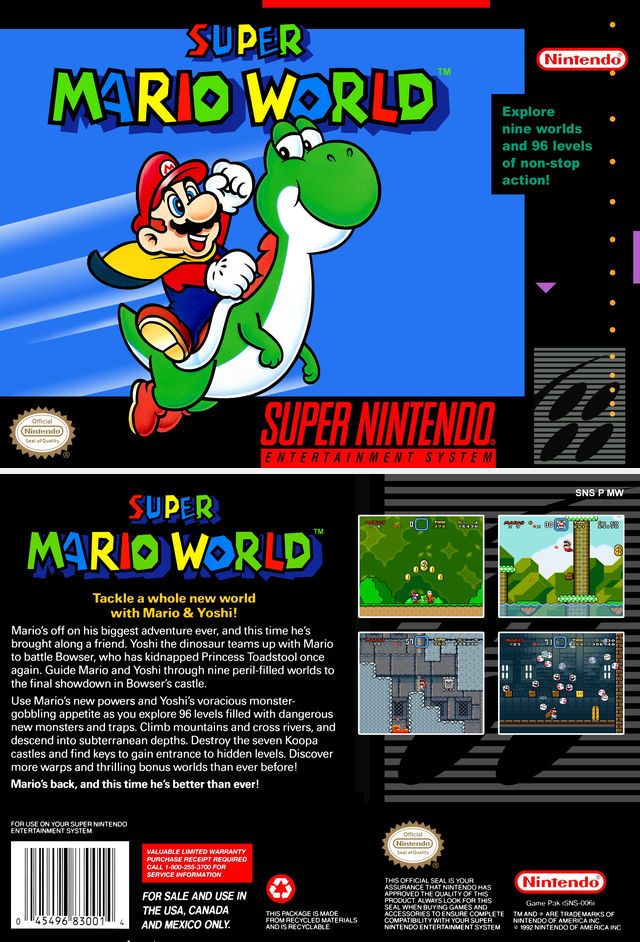 SUPER
MARIO WORLD™
Nintendo®
Explore
nine worlds
and 96 levels
of non-stop
action!
Official
Nintendo
Seal of Quality
®
SUPER NINTENDO®
ENTERTAINMENT SYSTEM
SNS P MW
SUPER
MARIO WORLD™
Tackle a whole new world
with Mario & Yoshi!
Mario's off on his biggest adventure ever, and this time he's
brought along a friend. Yoshi the dinosaur teams up with Mario
to battle Bowser, who has kidnapped Princess Toadstool once
again. Guide Mario and Yoshi through nine peril-filled worlds to
the final showdown in Bowser's castle.
Use Mario's new powers and Yoshi's voracious monster-
gobbling appetite as you explore 96 levels filled with dangerous
new monsters and traps. Climb mountains and cross rivers, and
descend into subterranean depths. Destroy the seven Koopa
castles and find keys to gain entrance to hidden levels. Discover
more warps and thrilling bonus worlds than ever before!
Mario's back, and this time he's better than ever!
FOR USE ON YOUR SUPER NINTENDO
ENTERTAINMENT SYSTEM.
0 45496 83001 4
VALUABLE LIMITED WARRANTY
PURCHASE RECEIPT REQUIRED
CALL 1-800-255-3700 FOR
SERVICE INFORMATION
FOR SALE AND USE IN
THE USA, CANADA
AND MEXICO ONLY.
THIS PACKAGE IS MADE
FROM RECYCLED MATERIALS
AND IS RECYCLABLE.
Official
Nintendo
Seal of Quality
®
THIS OFFICIAL SEAL IS YOUR
ASSURANCE THAT NINTENDO HAS
APPROVED THE QUALITY OF THIS
PRODUCT. ALWAYS LOOK FOR THIS
SEAL WHEN BUYING GAMES AND
ACCESSORIES TO ENSURE COMPLETE
COMPATIBILITY WITH YOUR SUPER
NINTENDO ENTERTAINMENT SYSTEM
Nintendo®
Game Pak (SNS-006)
TM AND ® ARE TRADEMARKS OF
NINTENDO OF AMERICA INC
© 1992 NINTENDO OF AMERICA INC.